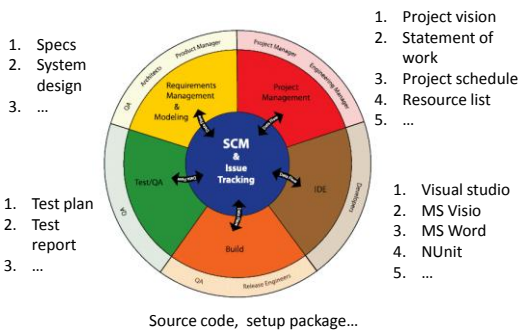 1. Specs
2. System
design
3. ...
1. Project vision
2. Statement of
work
3. Project schedule
4. Resource list
5. ...
QA
Architects
Product Manager
Project Manager
Engineering Manager
Requirements
Management
&
Modeling
Project
Management
SCM
&
Issue
Tracking
Test/QA
IDE
Build
QA
Developers
QA
Release Engineers
1. Test plan
2. Test
report
3. ...
1. Visual studio
2. MS Visio
3. MS Word
4. NUnit
5. ...
Source code, setup package...